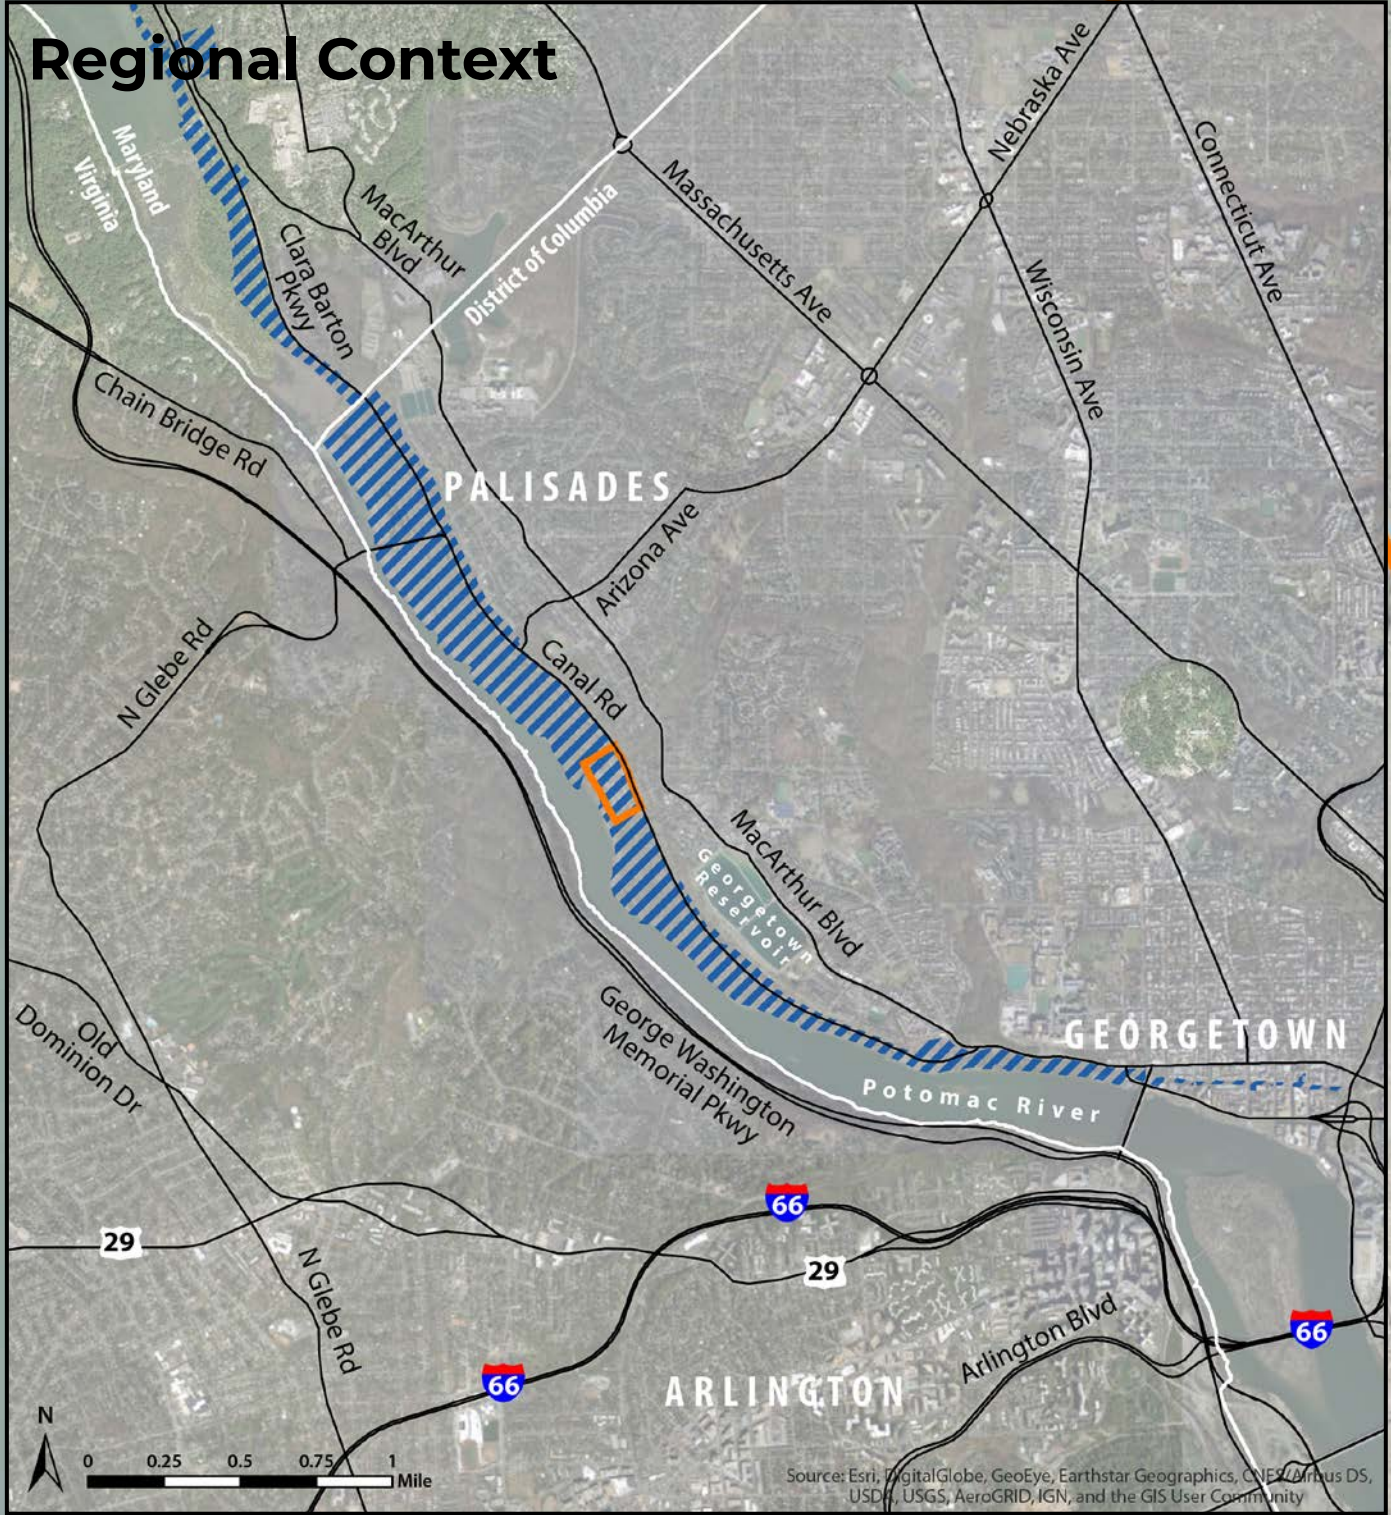 Regional Context
Maryland
Virginia
MacArthur
Blvd
Clara Barton
Pkwy
District of Columbia
Massachusetts Ave
Nebraska Ave
Connecticut Ave
Wisconsin Ave
Chain Bridge Rd
PALISADES
Arizona Ave
N Glebe Rd
Canal Rd
MacArthur Blvd
Georgetown
Reservoir
George Washington
Memorial Pkwy
GEORGETOWN
Potomac River
Old
Dominion Dr
66
29
29
N Glebe Rd
66
Arlington Blvd
66
ARLINGTON
N
0 0.25 0.5 0.75 1
Mile
Source: Esri, DigitalGlobe, GeoEye, Earthstar Geographics, CNES/Airbus DS,
USDA, USGS, AeroGRID, IGN, and the GIS User Community